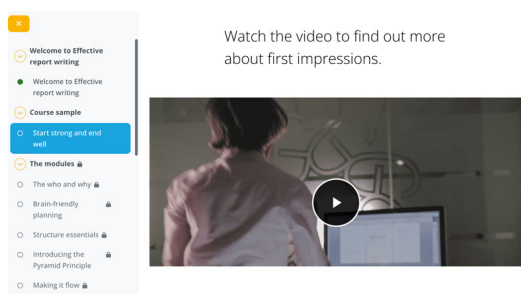 Welcome to Effective
report writing
Welcome to Effective
report writing
Course sample
Start strong and end
well
The modules
The who and why
Brain-friendly
planning
Structure essentials
Introducing the
Pyramid Principle
Making it flow
Watch the video to find out more
about first impressions.